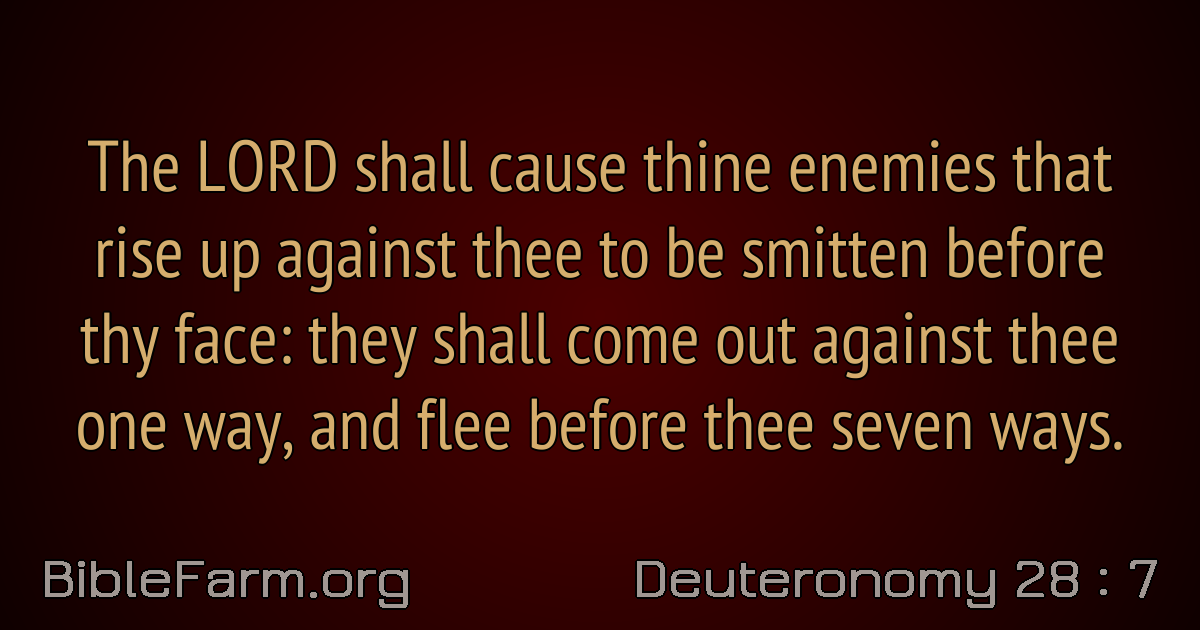 The LORD shall cause thine enemies that
rise up against thee to be smitten before
thy face: they shall come out against thee
one way, and flee before thee seven ways.
BibleFarm.org
Deuteronomy 28 : 7